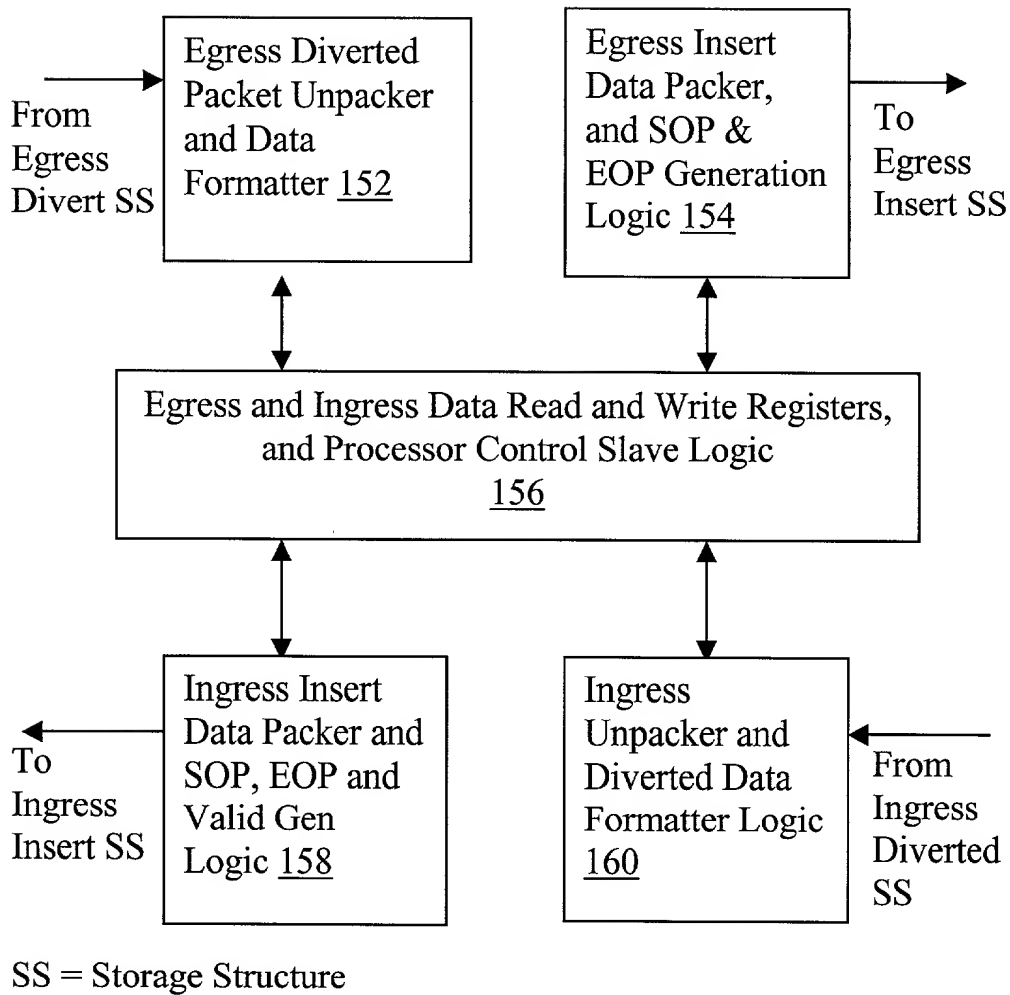 Egress Diverted
Packet Unpacker
and Data
Formatter 152
From
Egress
Divert SS
Egress Insert
Data Packer,
and SOP &
EOP Generation
Logic 154
To
Egress
Insert SS
Egress and Ingress Data Read and Write Registers,
and Processor Control Slave Logic
156
Ingress Insert
Data Packer and
SOP, EOP and
Valid Gen
Logic 158
To
Ingress
Insert SS
Ingress
Unpacker and
Diverted Data
Formatter Logic
160
From
Ingress
Diverted
SS
SS = Storage Structure